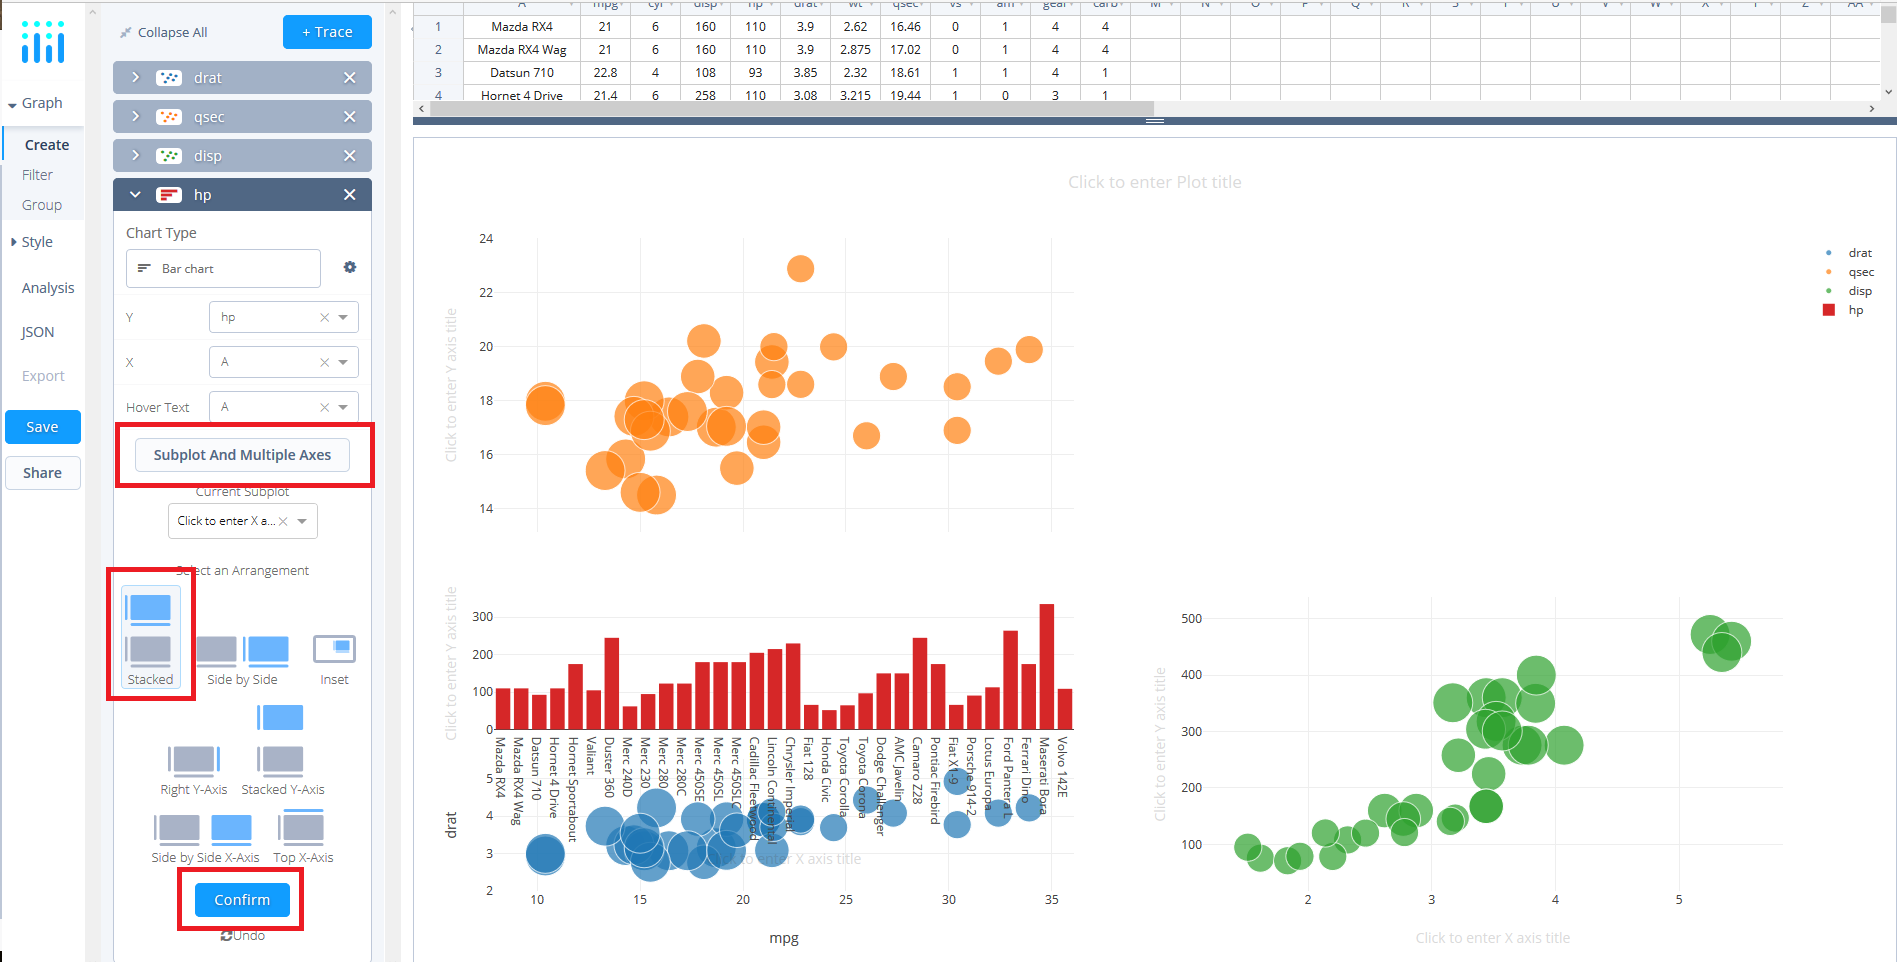 Collapse All
+ Trace
drat
qsec
disp
hp
Graph
Create
Filter
Group
Style
Analysis
JSON
Export
Save
Share
Chart Type
Bar chart
Y hp
X A
Hover Text A
Subplot And Multiple Axes
Current Subplot
Click to enter X a...
Select an Arrangement
Stacked
Side by Side
Inset
Right Y-Axis
Stacked Y-Axis
Side by Side X-Axis
Top X-Axis
Confirm
Undo
A mpg cyl disp hp drat wt qsec vs am gear carb M N O P Q R S T U V W X Y Z AA
1 Mazda RX4 21 6 160 110 3.9 2.62 16.46 0 1 4 4
2 Mazda RX4 Wag 21 6 160 110 3.9 2.875 17.02 0 1 4 4
3 Datsun 710 22.8 4 108 93 3.85 2.32 18.61 1 1 4 1
4 Hornet 4 Drive 21.4 6 258 110 3.08 3.215 19.44 1 0 3 1
Click to enter Plot title
drat
qsec
disp
hp
Click to enter Y axis title
24
22
20
18
16
14
Click to enter Y axis title
300
200
100
0
Mazda RX4
Mazda RX4 Wag
Datsun 710
Hornet 4 Drive
Hornet Sportabout
Valiant
Duster 360
Merc 240D
Merc 230
Merc 280
Merc 280C
Merc 450SE
Merc 450SL
Merc 450SLC
Cadillac Fleetwood
Lincoln Continental
Chrysler Imperial
Fiat 128
Honda Civic
Toyota Corolla
Toyota Corona
Dodge Challenger
AMC Javelin
Camaro Z28
Pontiac Firebird
Fiat X1-9
Porsche 914-2
Lotus Europa
Ford Pantera L
Ferrari Dino
Maserati Bora
Volvo 142E
drat
5
4
3
2
Click to enter X axis title
10 15 20 25 30 35
mpg
Click to enter Y axis title
500
400
300
200
100
2 3 4 5
Click to enter X axis title